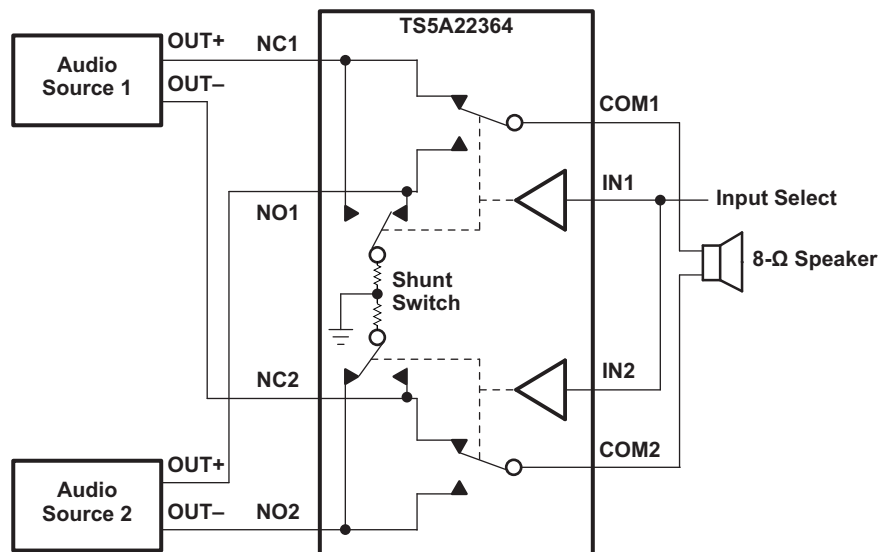 TS5A22364
Audio
Source 1
OUT+
OUT–
NC1
COM1
IN1
Input Select
NO1
8-Ω Speaker
Shunt
Switch
NC2
IN2
COM2
Audio
Source 2
OUT+
OUT–
NO2